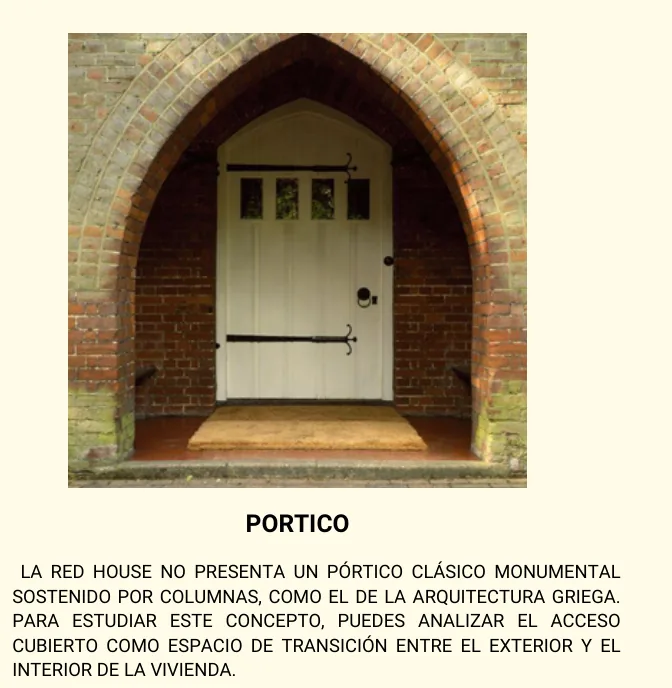 PORTICO
LA RED HOUSE NO PRESENTA UN PÓRTICO CLÁSICO MONUMENTAL
SOSTENIDO POR COLUMNAS, COMO EL DE LA ARQUITECTURA GRIEGA.
PARA ESTUDIAR ESTE CONCEPTO, PUEDES ANALIZAR EL ACCESO
CUBIERTO COMO ESPACIO DE TRANSICIÓN ENTRE EL EXTERIOR Y EL
INTERIOR DE LA VIVIENDA.